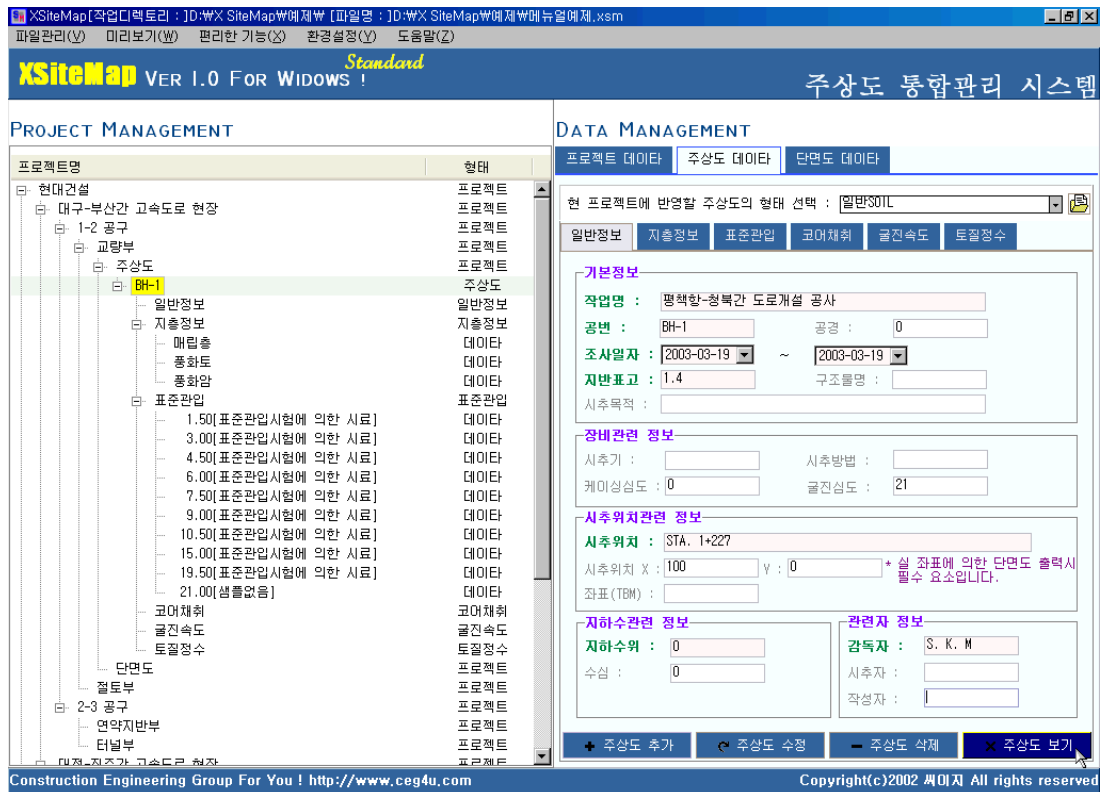 XSiteMap[작업디렉토리 : ]D:₩X SiteMap₩예제₩ [파일명 : ]D:₩X SiteMap₩예제₩메뉴얼예제.xsm
파일관리(V) 미리보기(W) 편리한 기능(X) 환경설정(Y) 도움말(Z)
XSiteMap VER 1.0 FOR WIDOWS ! Standard
주상도 통합관리 시스템
PROJECT MANAGEMENT
프로젝트명 형태
현대건설 프로젝트
대구-부산간 고속도로 현장 프로젝트
1-2 공구 프로젝트
교량부 프로젝트
주상도 프로젝트
BH-1 주상도
일반정보 일반정보
지층정보 지층정보
매립층 데이타
풍화토 데이타
풍화암 데이타
표준관입 표준관입
1.50[표준관입시험에 의한 시료] 데이타
3.00[표준관입시험에 의한 시료] 데이타
4.50[표준관입시험에 의한 시료] 데이타
6.00[표준관입시험에 의한 시료] 데이타
7.50[표준관입시험에 의한 시료] 데이타
9.00[표준관입시험에 의한 시료] 데이타
10.50[표준관입시험에 의한 시료] 데이타
15.00[표준관입시험에 의한 시료] 데이타
19.50[표준관입시험에 의한 시료] 데이타
21.00[샘플없음] 데이타
코어채취 코어채취
굴진속도 굴진속도
토질정수 토질정수
단면도 프로젝트
절토부 프로젝트
2-3 공구 프로젝트
연약지반부 프로젝트
터널부 프로젝트
대전-진주간 고속도로 현장 프로젝트
DATA MANAGEMENT
프로젝트 데이타 주상도 데이타 단면도 데이타
현 프로젝트에 반영할 주상도의 형태 선택 : 일반SOIL
일반정보 지층정보 표준관입 코어채취 굴진속도 토질정수
기본정보
작업명 : 평책항-청북간 도로개설 공사
공번 : BH-1 공경 : 0
조사일자 : 2003-03-19 ~ 2003-03-19
지반표고 : 1.4 구조물명 :
시추목적 :
장비관련 정보
시추기 : 시추방법 :
케이싱심도 : 0 굴진심도 : 21
시추위치관련 정보
시추위치 : STA. 1+227
시추위치 X : 100 Y : 0 * 실 좌표에 의한 단면도 출력시
필수 요소입니다.
좌표(TBM) :
지하수관련 정보 관련자 정보
지하수위 : 0 감독자 : S. K. M
수심 : 0 시추자 :
작성자 :
주상도 추가 주상도 수정 주상도 삭제 주상도 보기
Construction Engineering Group For You ! http://www.ceg4u.com
Copyright(c)2002 씨이지 All rights reserved